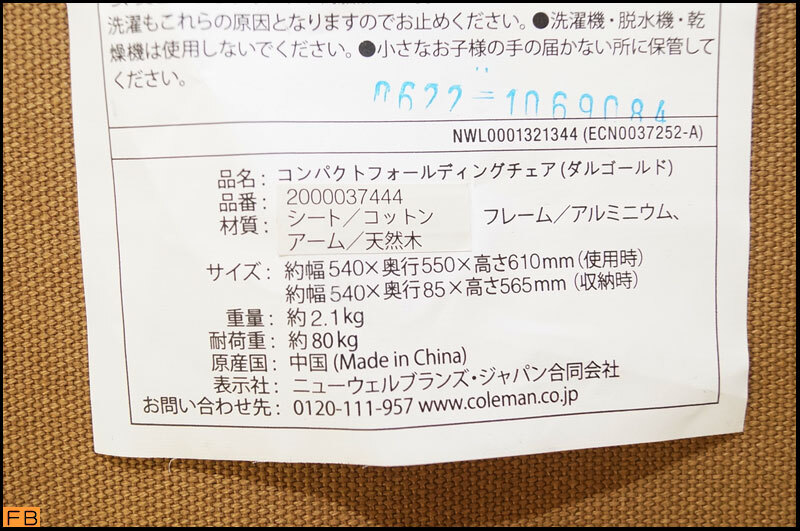 洗濯もこれらの原因となりますのでお止めください。●洗濯機・脱水機・乾
燥機は使用しないでください。●小さなお子様の手の届かない所に保管して
ください。
NWL0001321344 (ECN0037252-A)
品名：コンパクトフォールディングチェア(ダルゴールド)
品番：2000037444
材質：シート／コットン フレーム／アルミニウム、
アーム／天然木
サイズ：約幅540×奥行550×高さ610mm（使用時）
約幅540×奥行85×高さ565mm（収納時）
重量：約2.1kg
耐荷重：約80kg
原産国：中国(Made in China)
表示社：ニューウェルブランズ・ジャパン合同会社
お問い合わせ先：0120-111-957 www.coleman.co.jp
FB